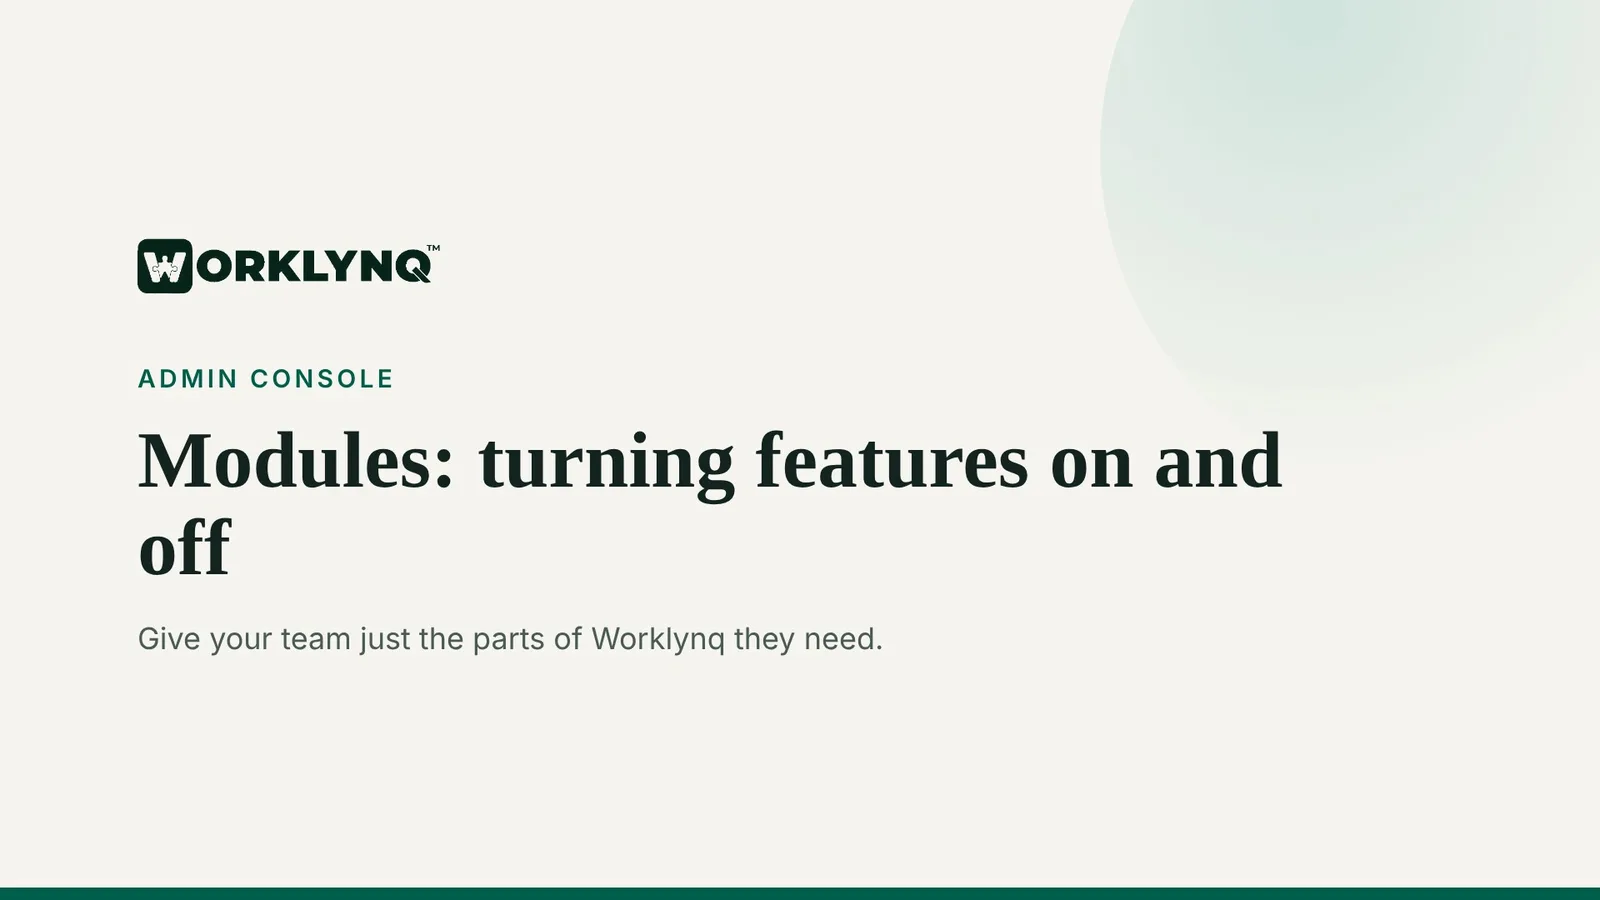 WORKLYNQ™
ADMIN CONSOLE
Modules: turning features on and
off
Give your team just the parts of Worklynq they need.